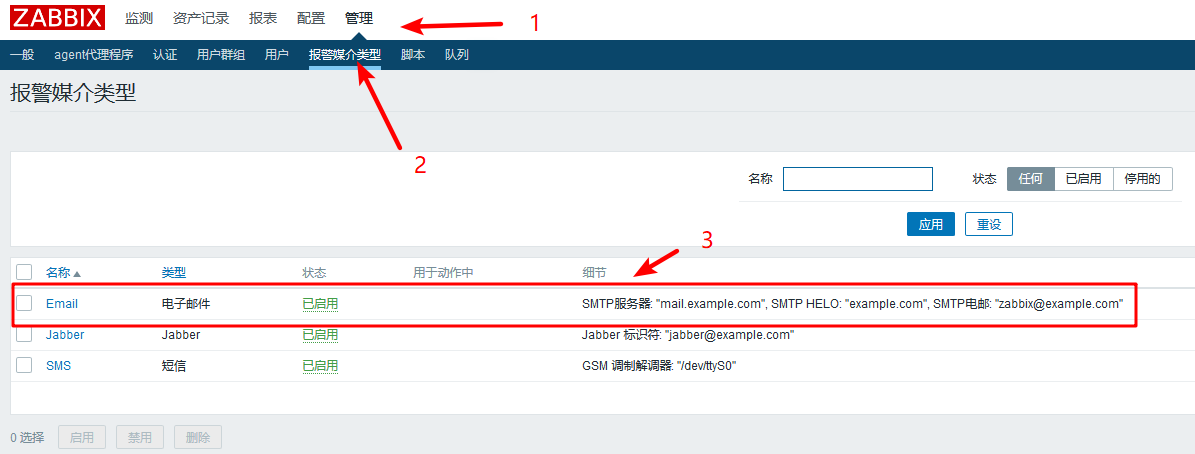 ZABBIX 监测 资产记录 报表 配置 管理 1
一般 agent代理程序 认证 用户群组 用户 报警媒介类型 脚本 队列
报警媒介类型
2
名称 状态 任何 已启用 停用的
应用 重设
3
名称 类型 状态 用于动作中 细节
Email 电子邮件 已启用 SMTP服务器: "mail.example.com", SMTP HELO: "example.com", SMTP电邮: "zabbix@example.com"
Jabber Jabber 已启用 Jabber 标识符: "jabber@example.com"
SMS 短信 已启用 GSM 调制解调器: "/dev/ttyS0"
0 选择 启用 禁用 删除